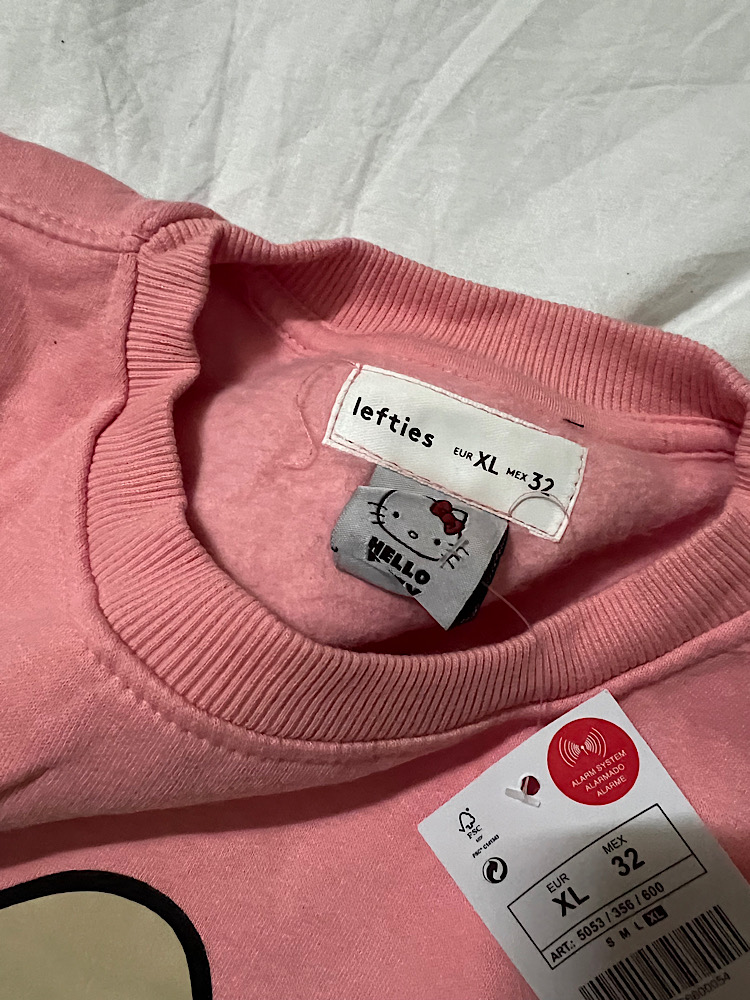 lefties EUR XL MEX 32
HELLO
ALARM SYSTEM
ALARMADO
ALARME
FSC
EUR MEX
XL 32
ART.: 5053 / 356 / 600
S M L XL